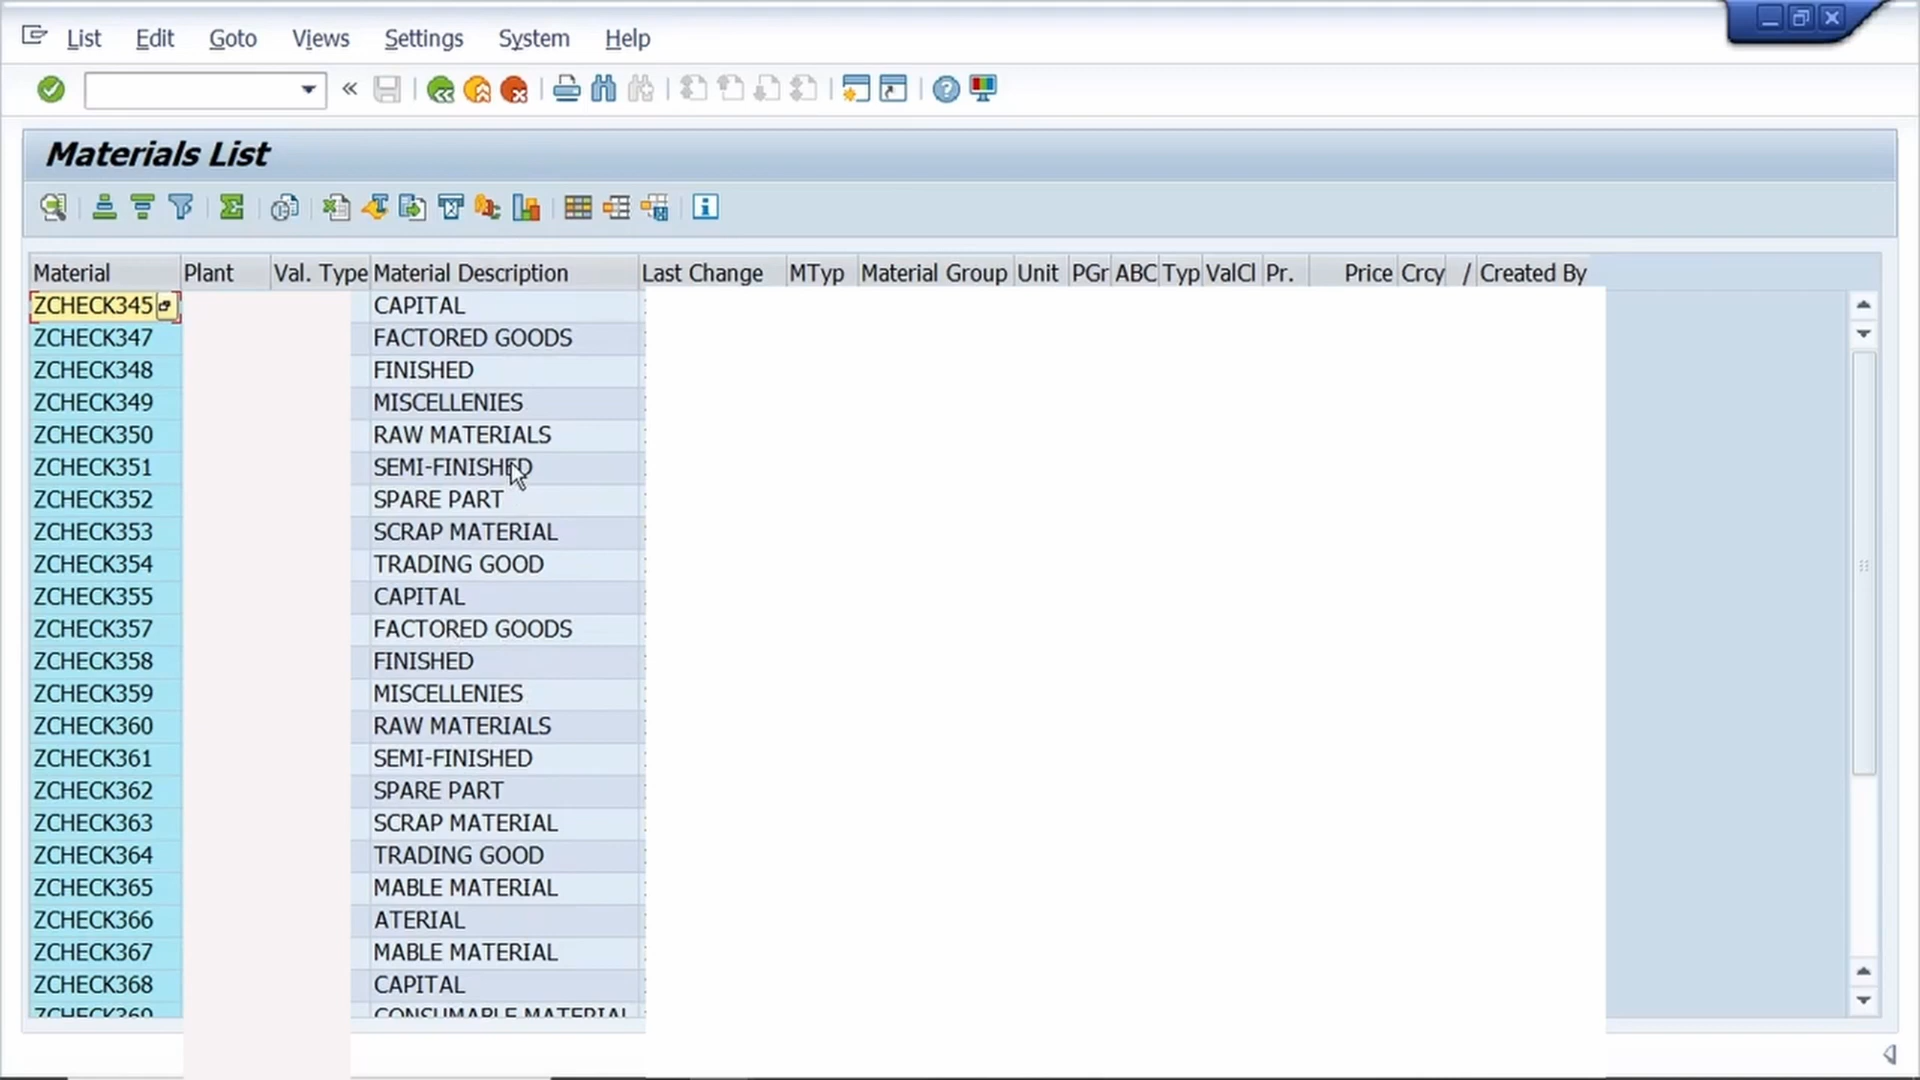 List Edit Goto Views Settings System Help
Materials List
Material Plant Val. Type Material Description Last Change MTyp Material Group Unit PGr ABC Typ ValCl Pr. Price Crcy / Created By
ZCHECK345 CAPITAL
ZCHECK347 FACTORED GOODS
ZCHECK348 FINISHED
ZCHECK349 MISCELLENIES
ZCHECK350 RAW MATERIALS
ZCHECK351 SEMI-FINISHED
ZCHECK352 SPARE PART
ZCHECK353 SCRAP MATERIAL
ZCHECK354 TRADING GOOD
ZCHECK355 CAPITAL
ZCHECK357 FACTORED GOODS
ZCHECK358 FINISHED
ZCHECK359 MISCELLENIES
ZCHECK360 RAW MATERIALS
ZCHECK361 SEMI-FINISHED
ZCHECK362 SPARE PART
ZCHECK363 SCRAP MATERIAL
ZCHECK364 TRADING GOOD
ZCHECK365 MABLE MATERIAL
ZCHECK366 ATERIAL
ZCHECK367 MABLE MATERIAL
ZCHECK368 CAPITAL
ZCHECK369 CONSUMABLE MATERIAL